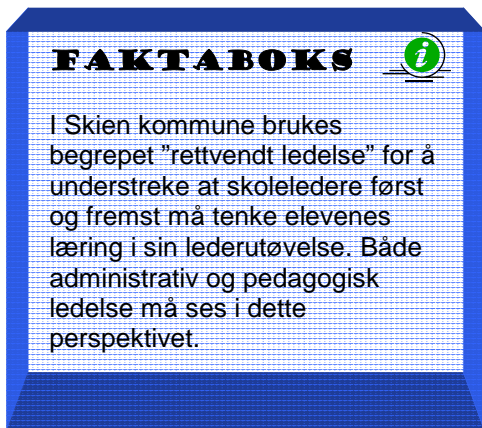 FAKTABOKS
I Skien kommune brukes
begrepet ”rettvendt ledelse” for å
understreke at skoleledere først
og fremst må tenke elevenes
læring i sin lederutøvelse. Både
administrativ og pedagogisk
ledelse må ses i dette
perspektivet.